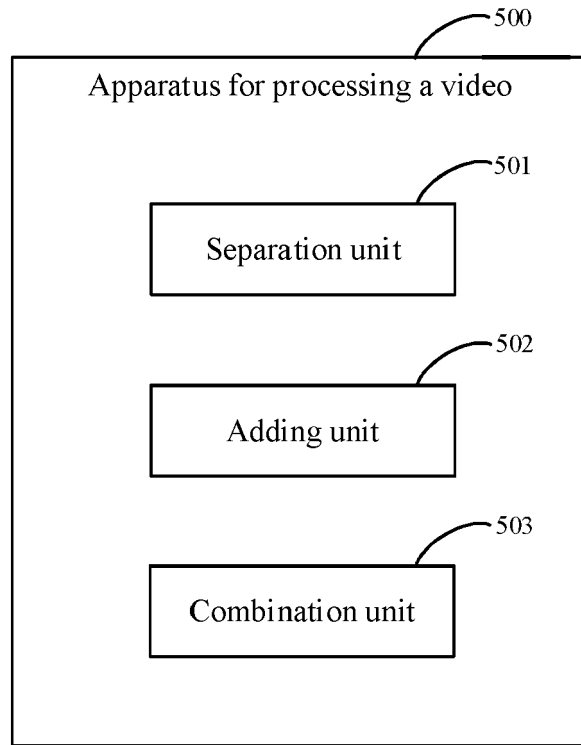 500
Apparatus for processing a video
501
Separation unit
502
Adding unit
503
Combination unit